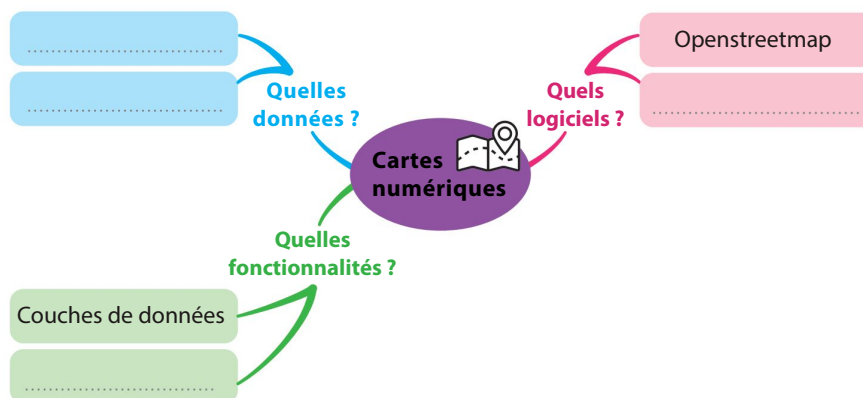 ..........................................
..........................................
Quelles
données ?
Openstreetmap
Quels
logiciels ?
..........................................
Cartes
numériques
Quelles
fonctionnalités ?
Couches de données
..........................................